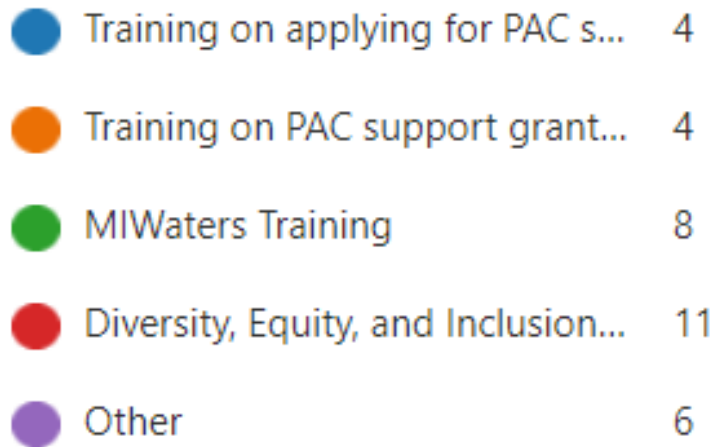 Training on applying for PAC s... 4
Training on PAC support grant... 4
MIWaters Training 8
Diversity, Equity, and Inclusion... 11
Other 6